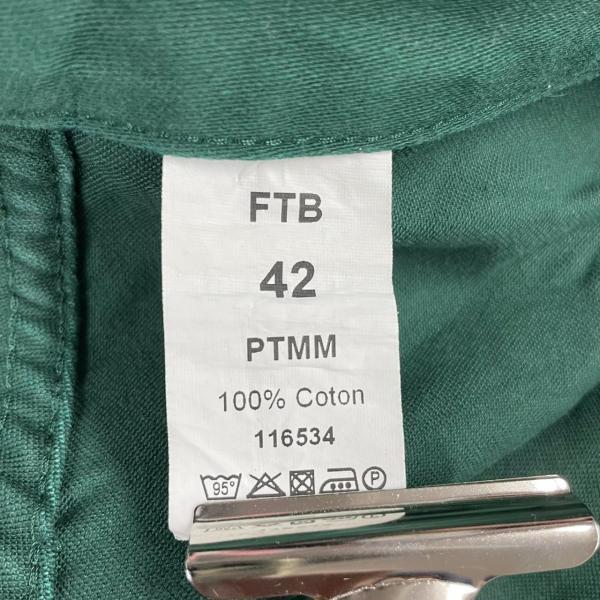 FTB
42
PTMM
100% Coton
116534
95° P